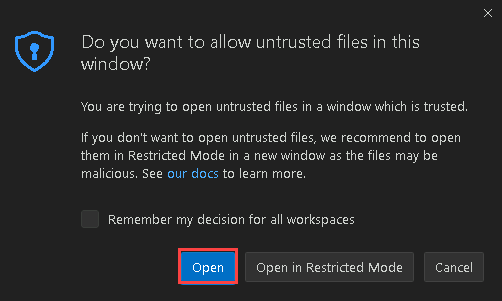 Do you want to allow untrusted files in this
window?
You are trying to open untrusted files in a window which is trusted.
If you don't want to open untrusted files, we recommend to open
them in Restricted Mode in a new window as the files may be
malicious. See our docs to learn more.
Remember my decision for all workspaces
Open
Open in Restricted Mode
Cancel